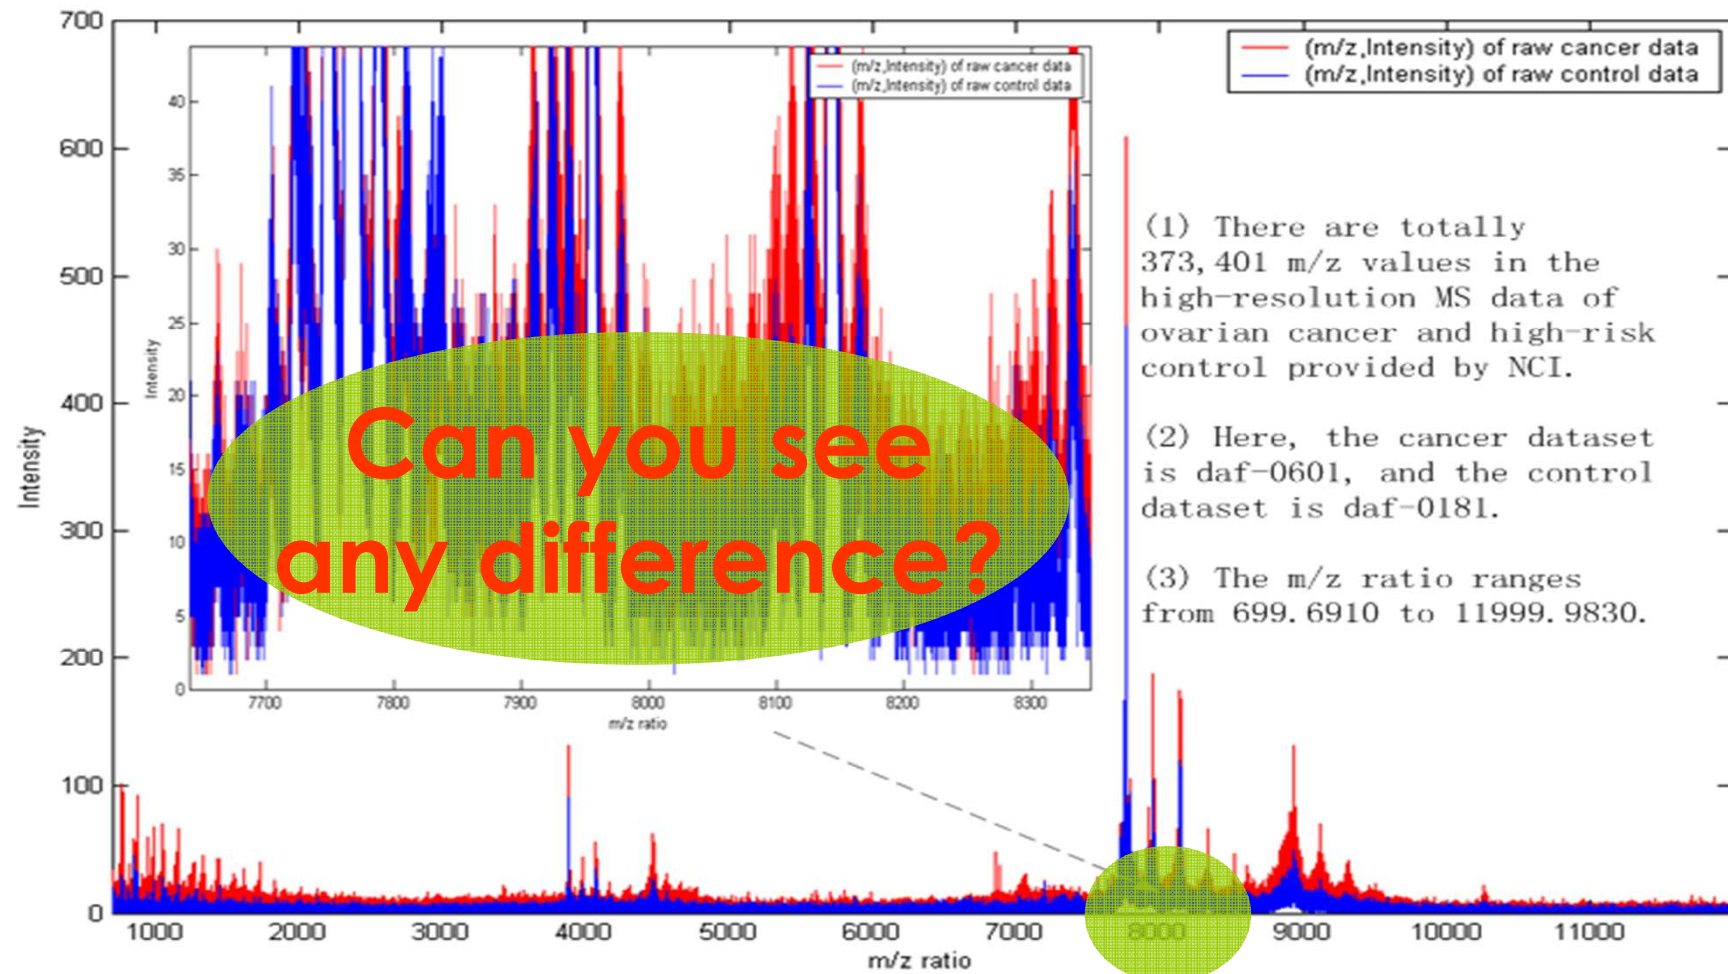 700
600
500
400
300
200
100
0
Intensity
1000 2000 3000 4000 5000 6000 7000 8000 9000 10000 11000
m/z ratio
(m/z,Intensity) of raw cancer data
(m/z,Intensity) of raw control data
40
35
30
25
20
15
10
5
0
Intensity
7700 7800 7900 8000 8100 8200 8300
m/z ratio
(m/z,Intensity) of raw cancer data
(m/z,Intensity) of raw control data
Can you see
any difference?
(1) There are totally
373,401 m/z values in the
high-resolution MS data of
ovarian cancer and high-risk
control provided by NCI.
(2) Here, the cancer dataset
is daf-0601, and the control
dataset is daf-0181.
(3) The m/z ratio ranges
from 699.6910 to 11999.9830.